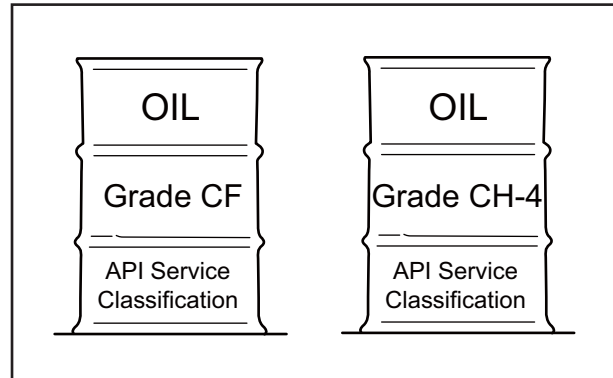 OIL
Grade CF
API Service
Classification
OIL
Grade CH-4
API Service
Classification